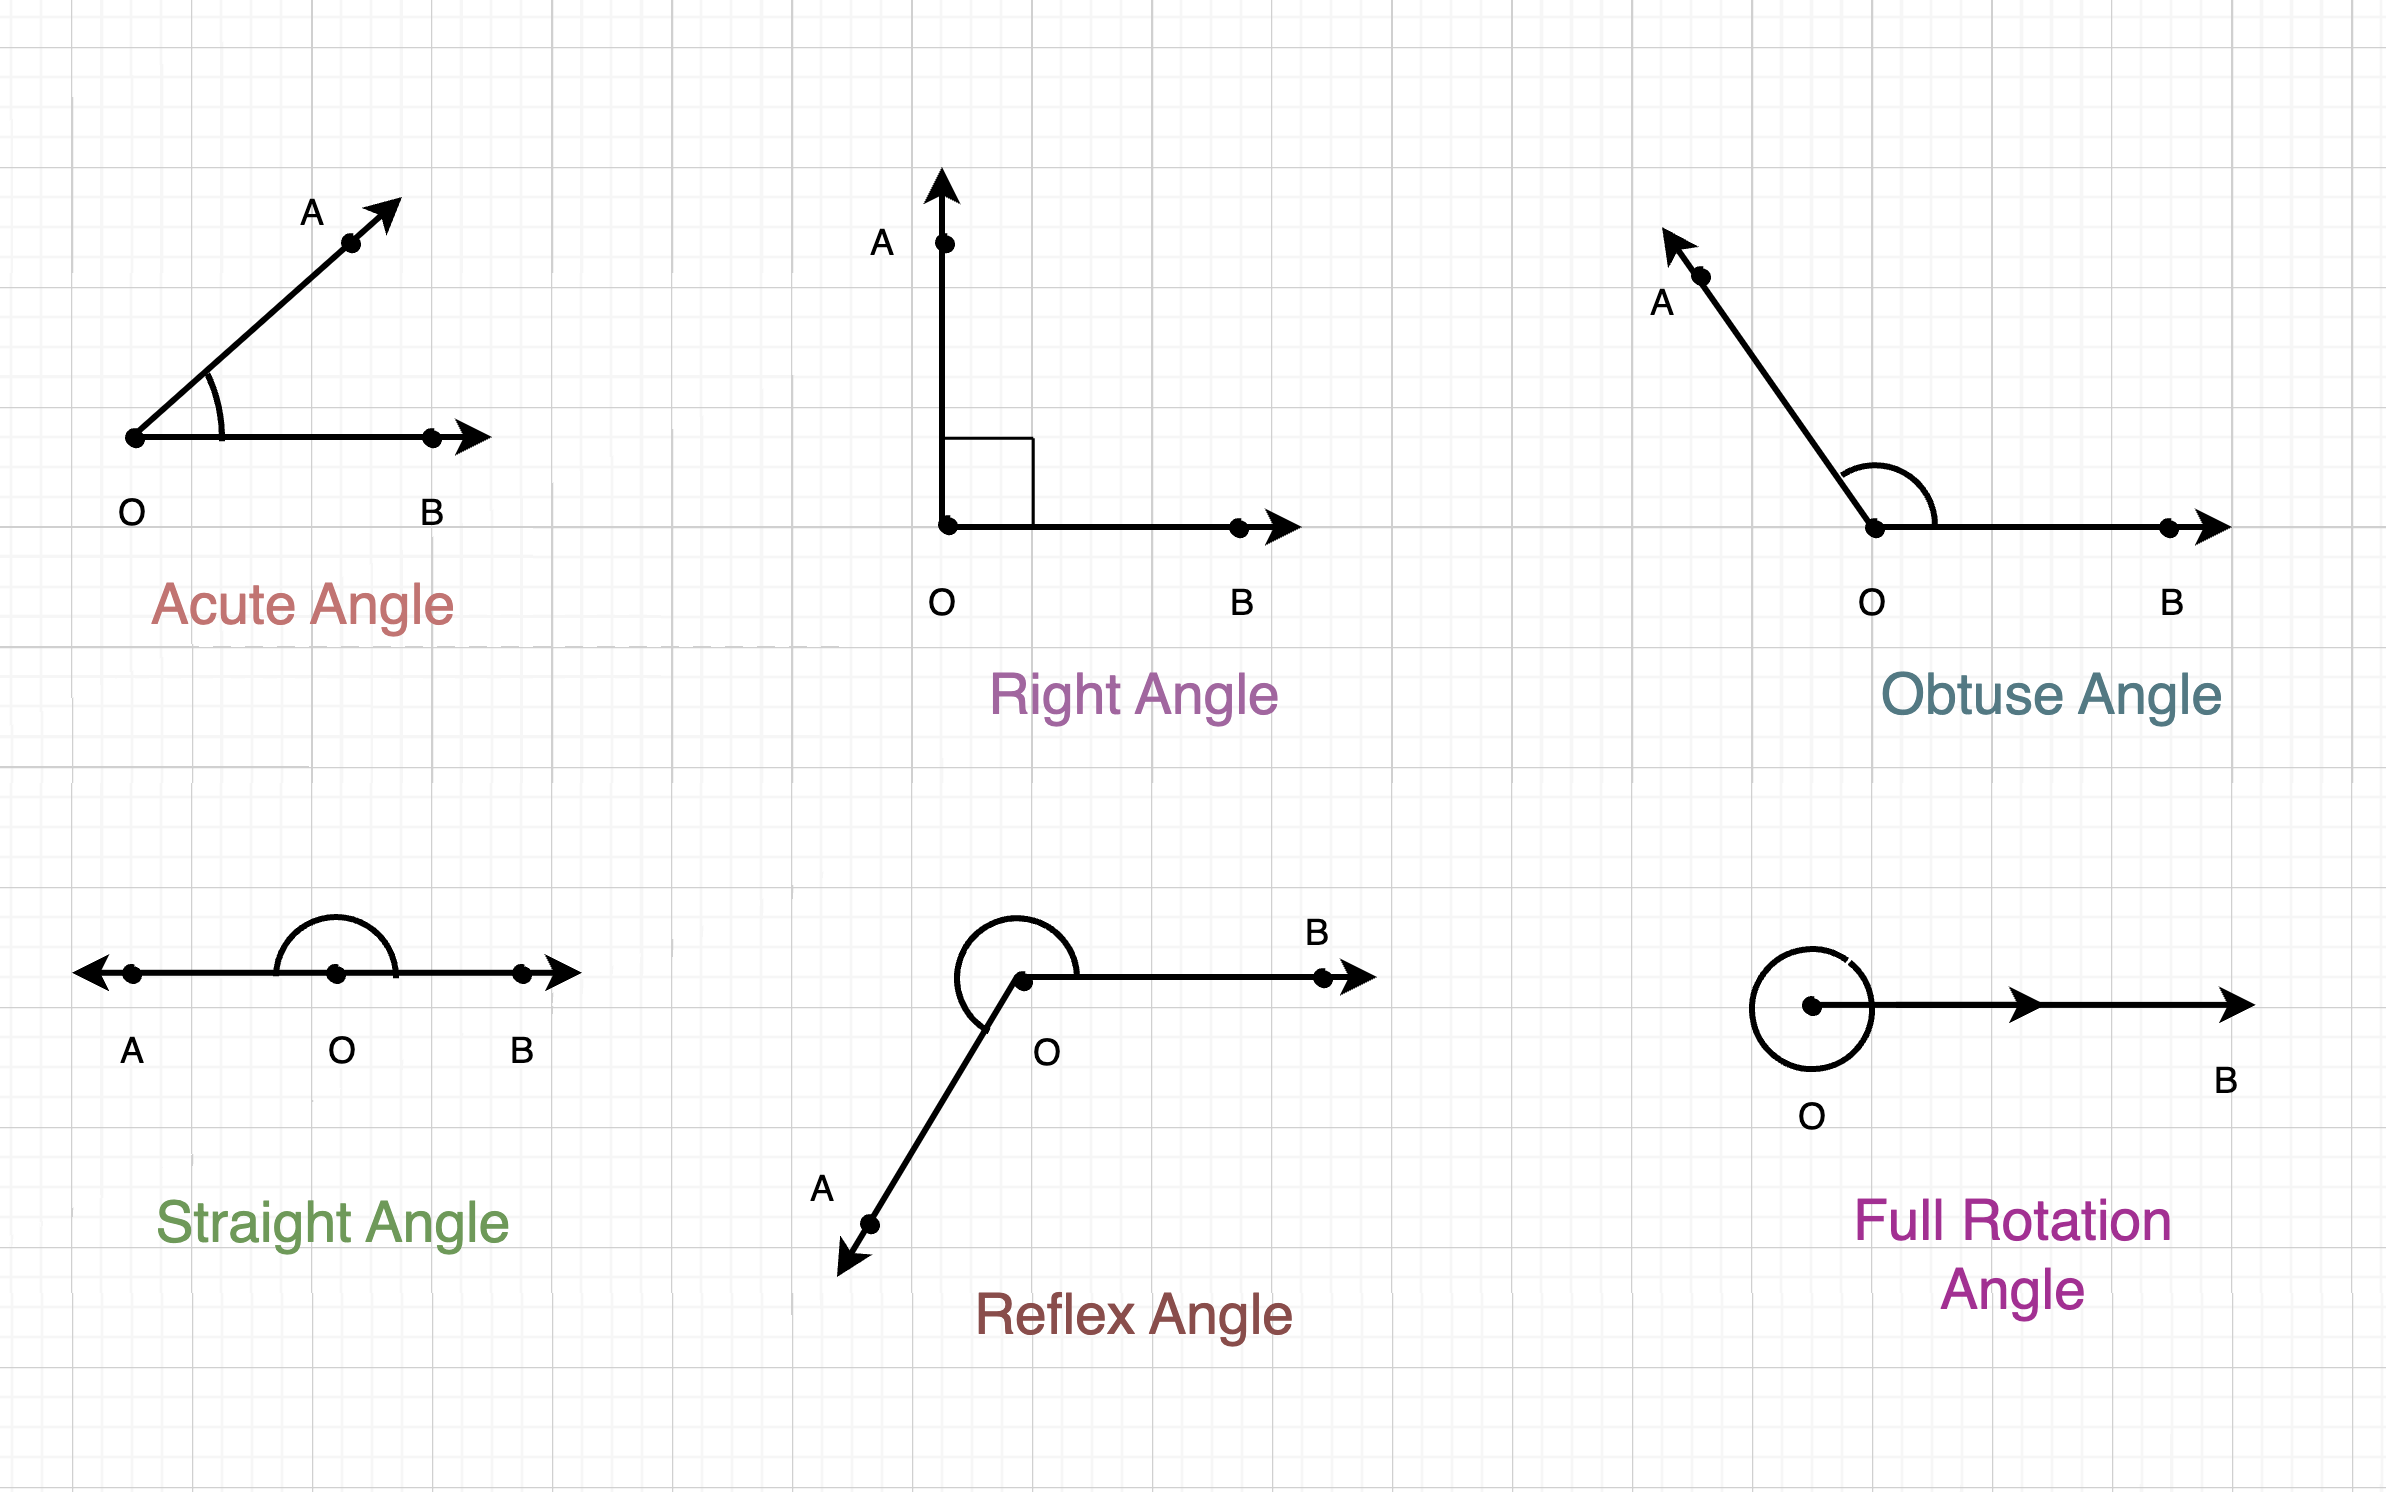 A
O B
Acute Angle
A
O B
Right Angle
A
O B
Obtuse Angle
A O B
Straight Angle
B
O
A
Reflex Angle
B
O
Full Rotation
Angle